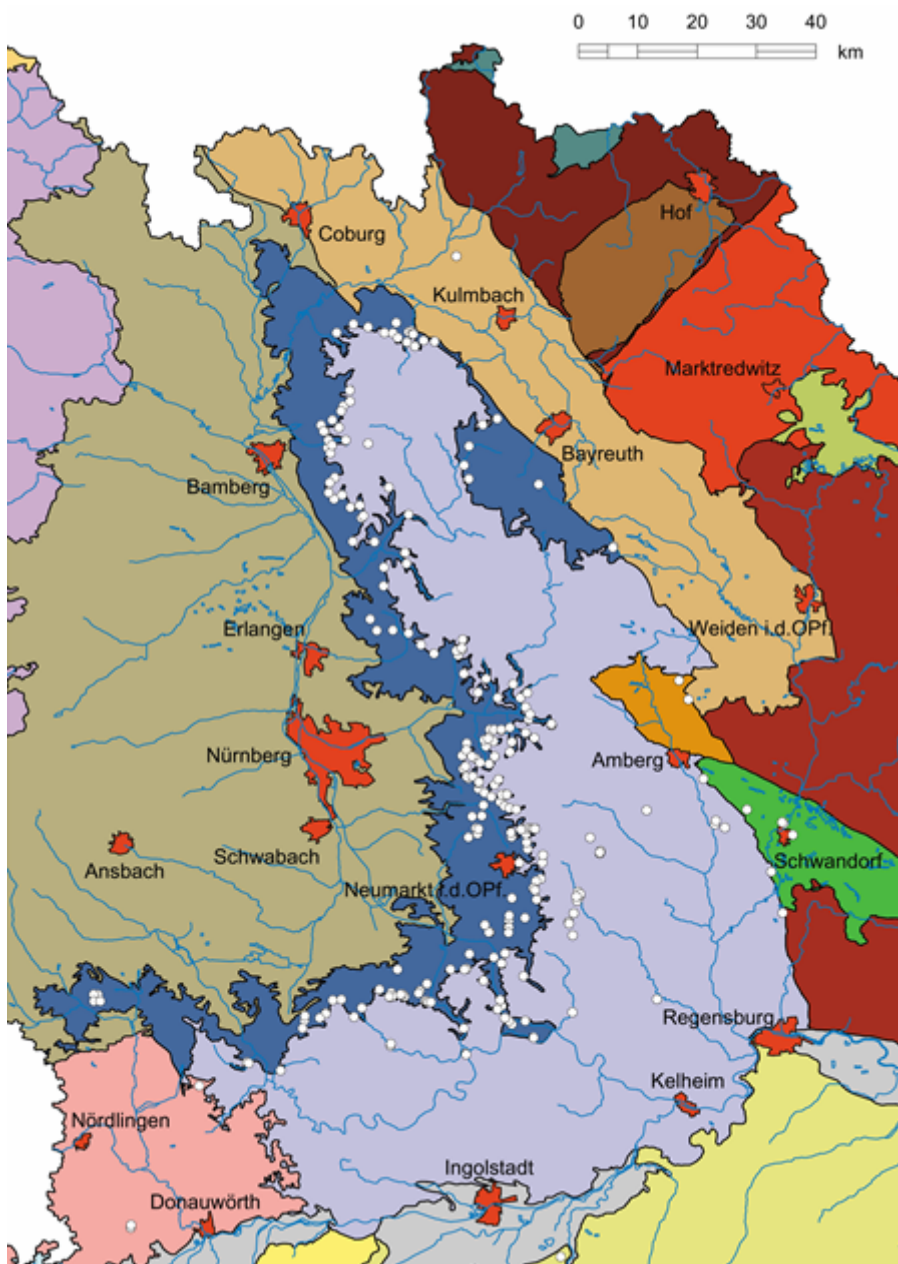 0 10 20 30 40
km
Hof
Coburg
Kulmbach
Marktredwitz
Bayreuth
Bamberg
Erlangen
Weiden i.d.OPf.
Nürnberg
Amberg
Schwabach
Ansbach
Schwandorf
Neumarkt i.d.OPf.
Regensburg
Kelheim
Nördlingen
Ingolstadt
Donauwörth